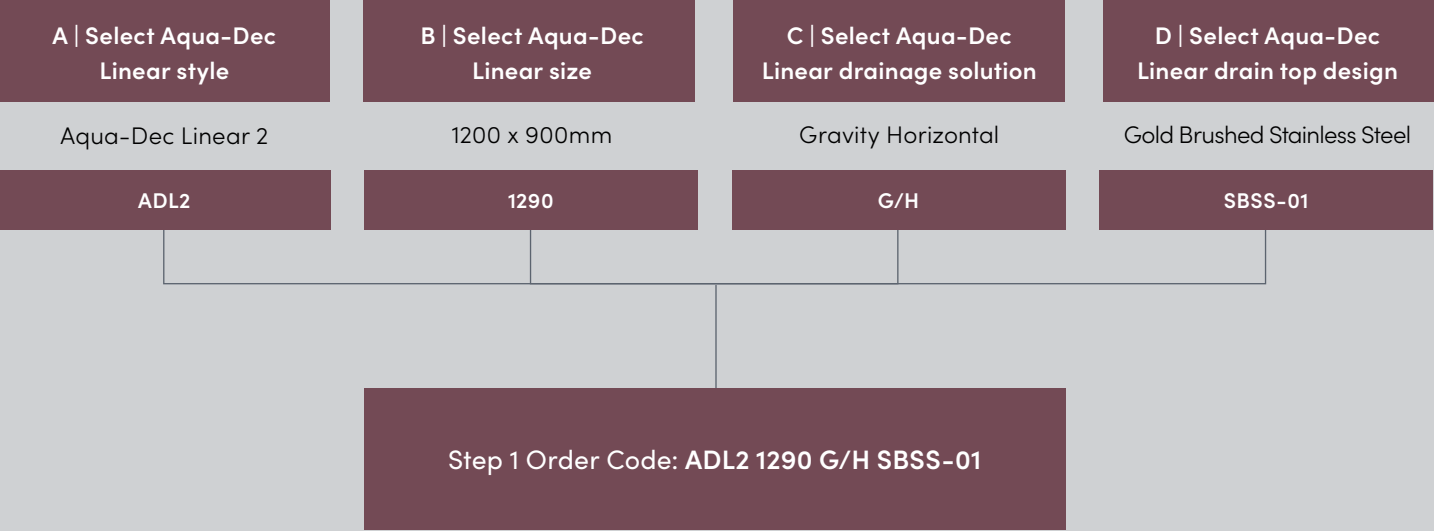 A | Select Aqua-Dec
Linear style
B | Select Aqua-Dec
Linear size
C | Select Aqua-Dec
Linear drainage solution
D | Select Aqua-Dec
Linear drain top design
Aqua-Dec Linear 2
1200 x 900mm
Gravity Horizontal
Gold Brushed Stainless Steel
ADL2
1290
G/H
SBSS-01
Step 1 Order Code: ADL2 1290 G/H SBSS-01